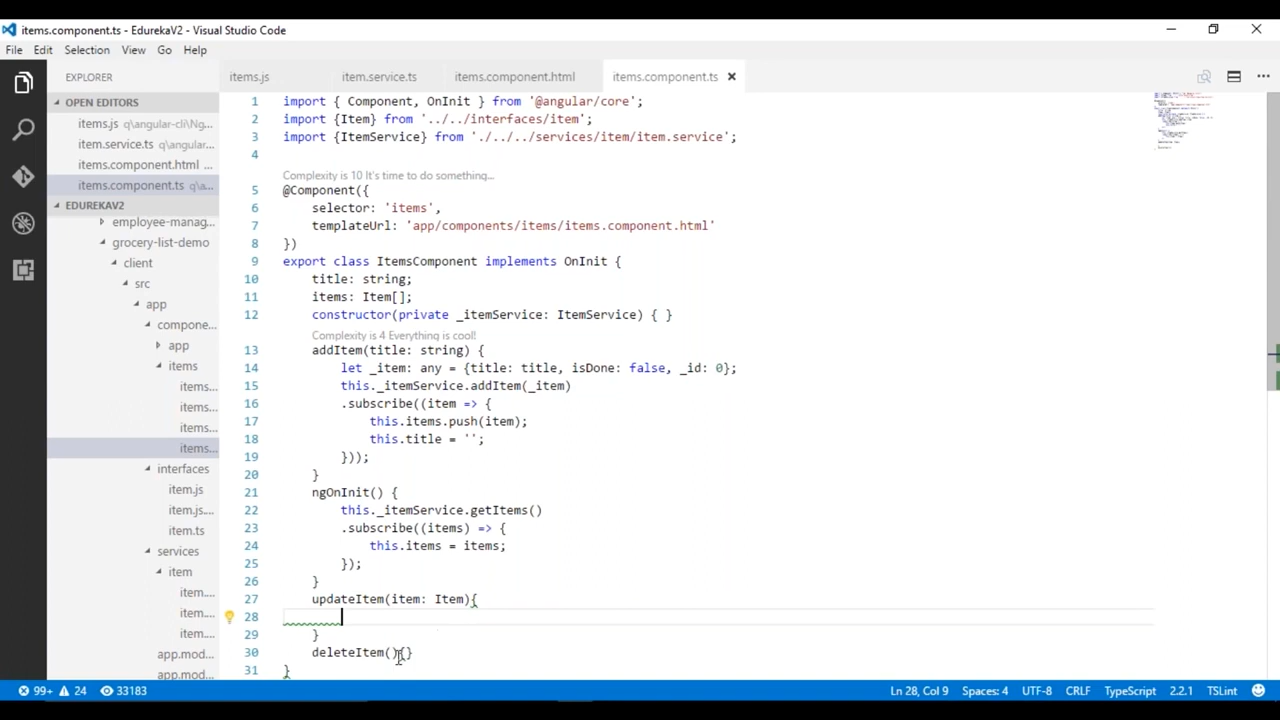 items.component.ts - EdurekaV2 - Visual Studio Code
File Edit Selection View Go Help
EXPLORER
items.js item.service.ts items.component.html items.component.ts
OPEN EDITORS
items.js q\angular-cli\Ng...
item.service.ts q\angular...
items.component.html ...
items.component.ts q\a...
EDUREKAV2
employee-manag...
grocery-list-demo
client
src
app
compone...
app
items
items...
items...
items...
items...
interfaces
item.js
item.js....
item.ts
services
item
item....
item....
item....
app.mod...
app.mod...
1 import { Component, OnInit } from '@angular/core';
2 import {Item} from '../../interfaces/item';
3 import {ItemService} from './../../services/item/item.service';
4
Complexity is 10 It's time to do something...
5 @Component({
6 selector: 'items',
7 templateUrl: 'app/components/items/items.component.html'
8 })
9 export class ItemsComponent implements OnInit {
10 title: string;
11 items: Item[];
12 constructor(private _itemService: ItemService) { }
Complexity is 4 Everything is cool!
13 addItem(title: string) {
14 let _item: any = {title: title, isDone: false, _id: 0};
15 this._itemService.addItem(_item)
16 .subscribe((item => {
17 this.items.push(item);
18 this.title = '';
19 }));
20 }
21 ngOnInit() {
22 this._itemService.getItems()
23 .subscribe((items) => {
24 this.items = items;
25 });
26 }
27 updateItem(item: Item){
28
29 }
30 deleteItem(){}
31 }
99+ 24 33183 Ln 28, Col 9 Spaces: 4 UTF-8 CRLF TypeScript 2.2.1 TSLint